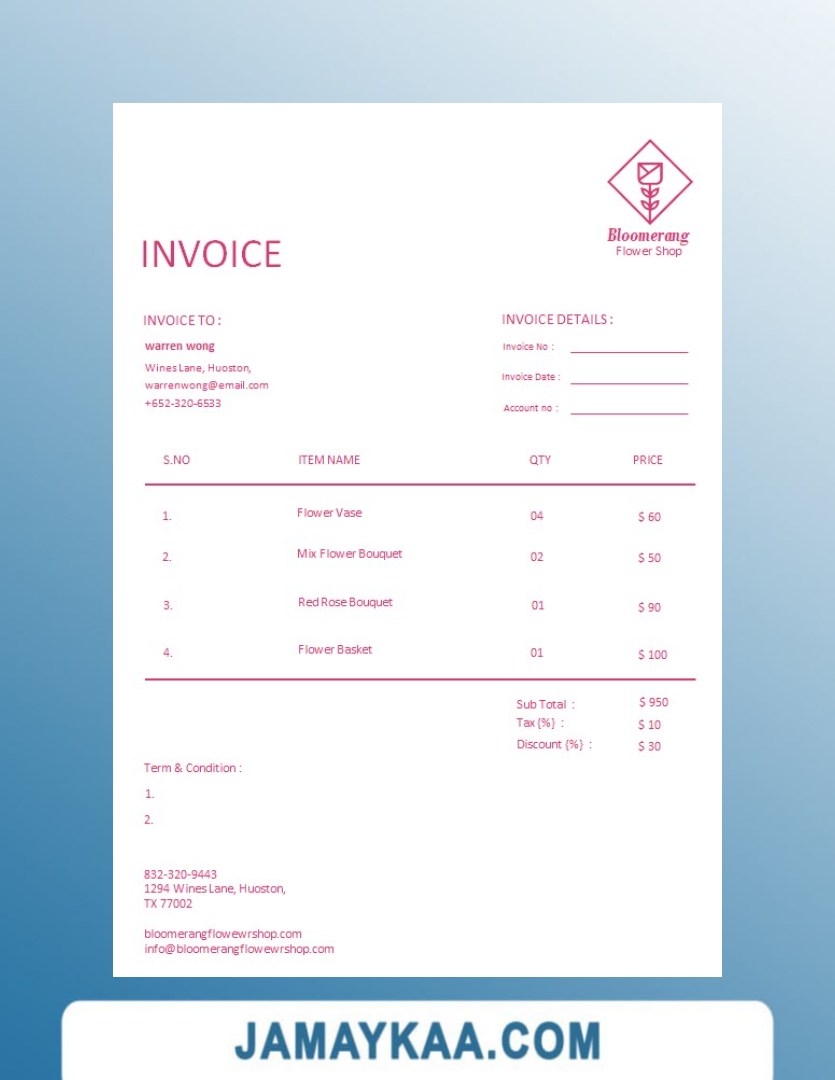 Bloomerang
Flower Shop
INVOICE
INVOICE TO :
warren wong
Wines Lane, Huoston,
warrenwong@email.com
+652-320-6533
INVOICE DETAILS :
Invoice No :
Invoice Date :
Account no :
S.NO ITEM NAME QTY PRICE
1. Flower Vase 04 $ 60
2. Mix Flower Bouquet 02 $ 50
3. Red Rose Bouquet 01 $ 90
4. Flower Basket 01 $ 100
Sub Total : $ 950
Tax {%} : $ 10
Discount {%} : $ 30
Term & Condition :
1.
2.
832-320-9443
1294 Wines Lane, Huoston,
TX 77002
bloomerangflowewrshop.com
info@bloomerangflowewrshop.com
JAMAYKAA.COM